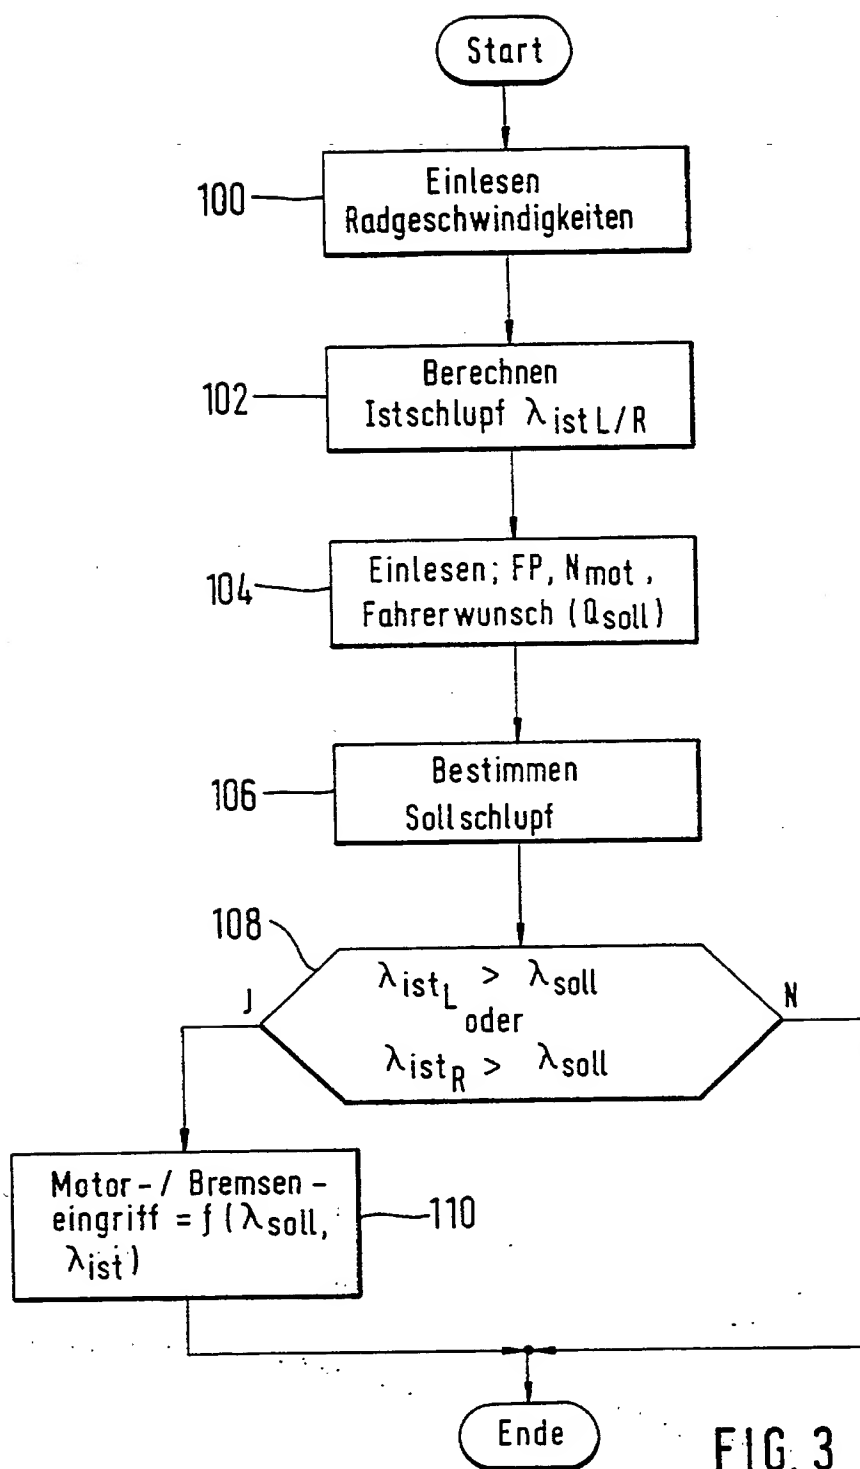 Start
100
Einlesen
Radgeschwindigkeiten
102
Berechnen
Istschlupf λist L/R
104
Einlesen; FP, Nmot,
Fahrerwunsch (Qsoll)
106
Bestimmen
Sollschlupf
108
J
N
λistL > λsoll
oder
λistR > λsoll
Motor-/ Bremsen-
eingriff = f (λsoll,
λist)
110
Ende
FIG. 3